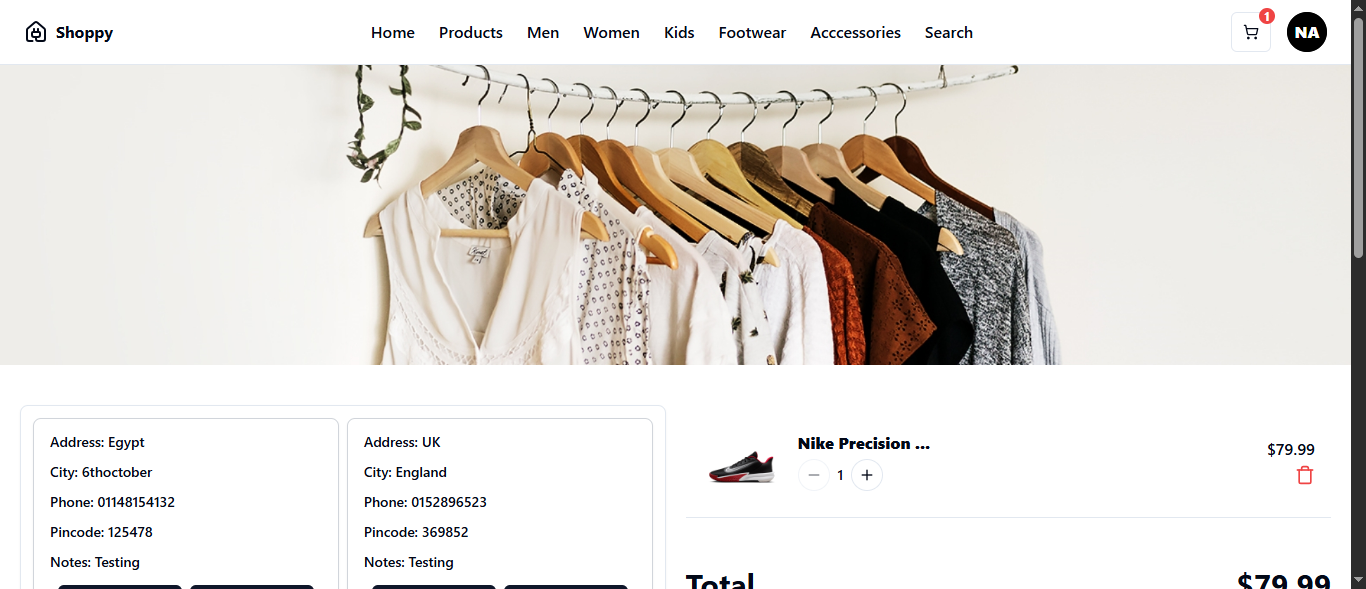 Shoppy
Home Products Men Women Kids Footwear Acccessories Search
1
NA
Address: Egypt
City: 6thoctober
Phone: 01148154132
Pincode: 125478
Notes: Testing
Address: UK
City: England
Phone: 0152896523
Pincode: 369852
Notes: Testing
Nike Precision ...
$79.99
1
Total $79.99